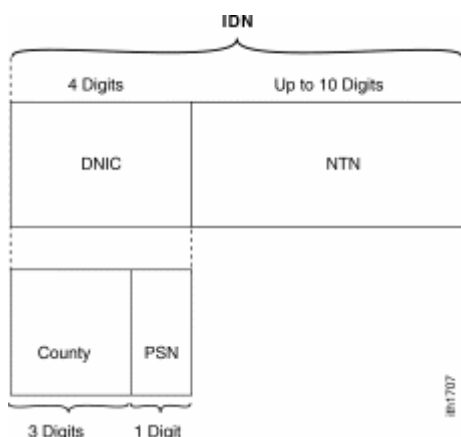 IDN
4 Digits Up to 10 Digits
DNIC NTN
County PSN
3 Digits 1 Digit
ith1707